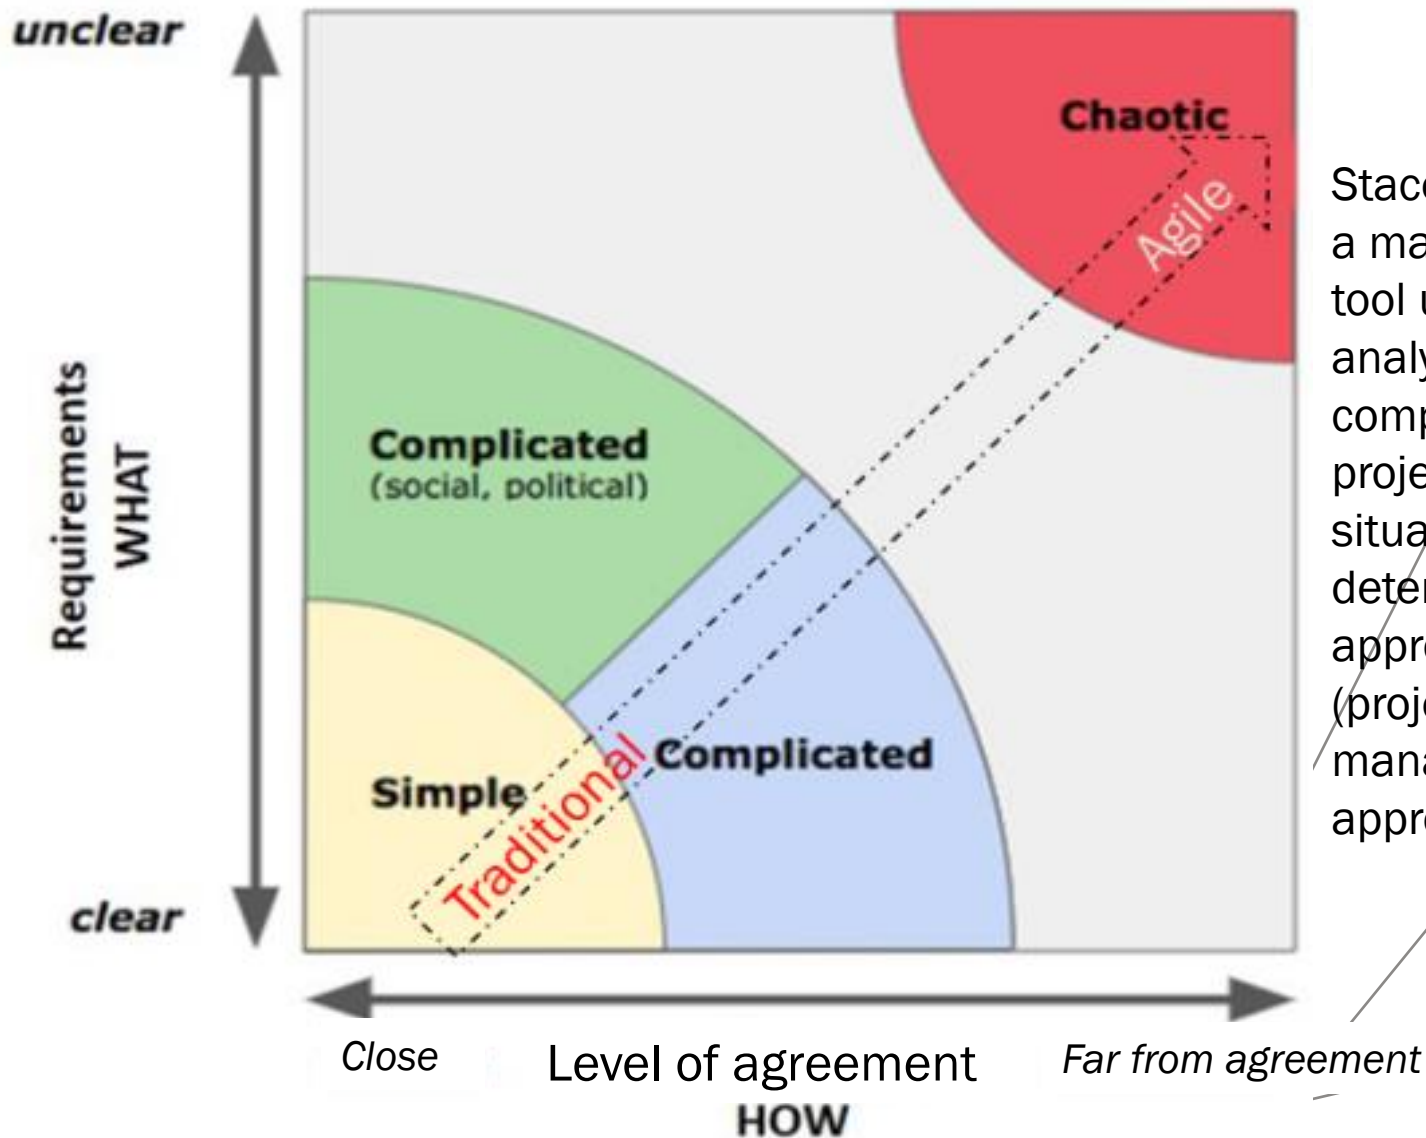 unclear
Chaotic
Agile
Complicated
(social, political)
Requirements
WHAT
Complicated
Simple
Traditional
clear
Close
Level of agreement
Far from agreement
HOW
a
tool